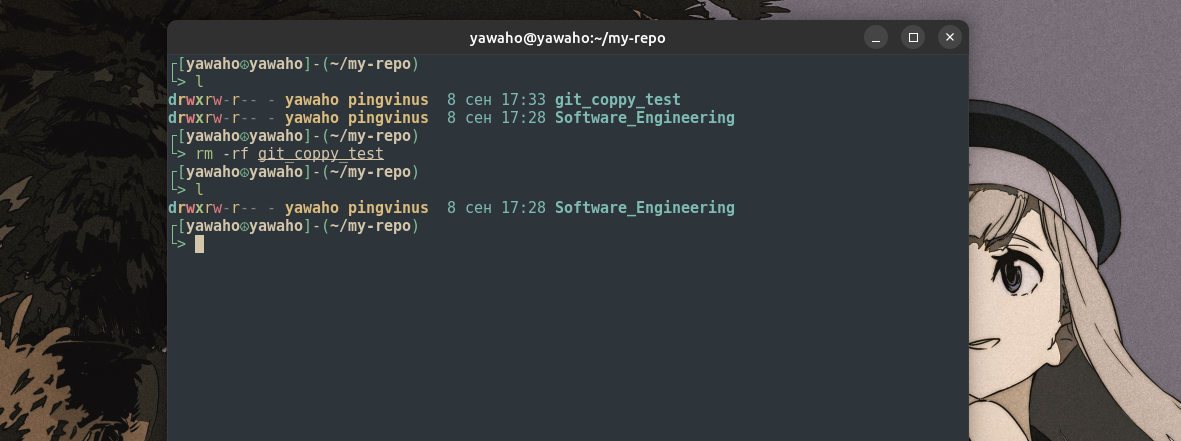 yawaho@yawaho:~/my-repo
┌[yawaho☮yawaho]-(~/my-repo)
└> l
drwxrw-r-- - yawaho pingvinus  8 сен 17:33 git_coppy_test
drwxrw-r-- - yawaho pingvinus  8 сен 17:28 Software_Engineering
┌[yawaho☮yawaho]-(~/my-repo)
└> rm -rf git_coppy_test
┌[yawaho☮yawaho]-(~/my-repo)
└> l
drwxrw-r-- - yawaho pingvinus  8 сен 17:28 Software_Engineering
┌[yawaho☮yawaho]-(~/my-repo)
└>